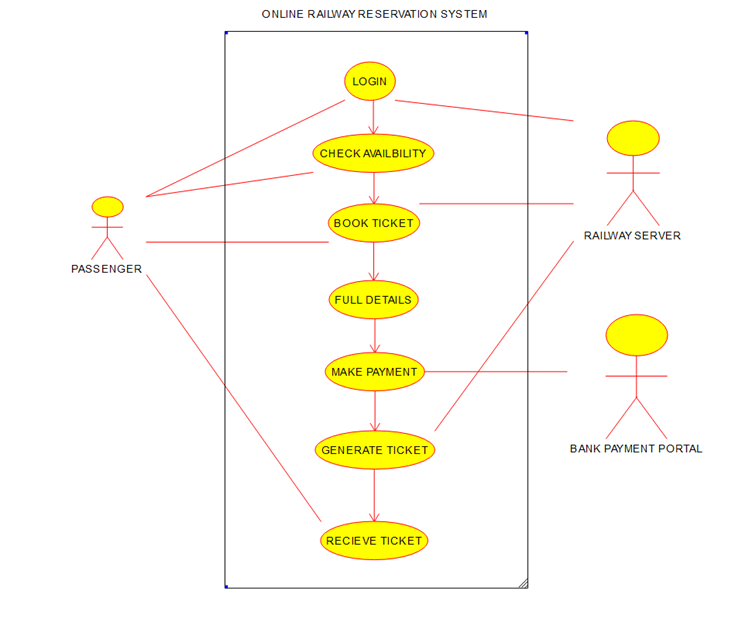 ONLINE RAILWAY RESERVATION SYSTEM
LOGIN
CHECK AVAILBILITY
BOOK TICKET
RAILWAY SERVER
PASSENGER
FULL DETAILS
MAKE PAYMENT
BANK PAYMENT PORTAL
GENERATE TICKET
RECIEVE TICKET